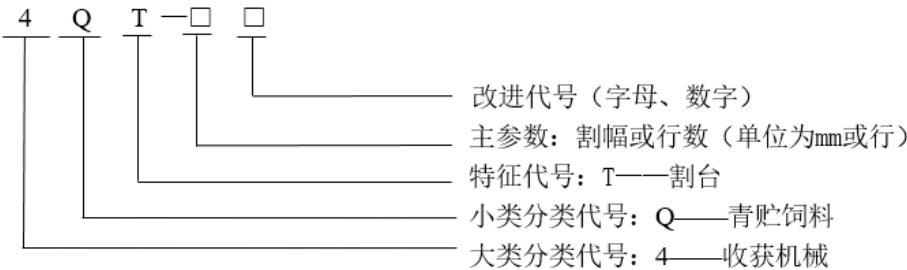 4 Q T—□ □
改进代号（字母、数字）
主参数：割幅或行数（单位为mm或行）
特征代号：T——割台
小类分类代号：Q——青贮饲料
大类分类代号：4——收获机械